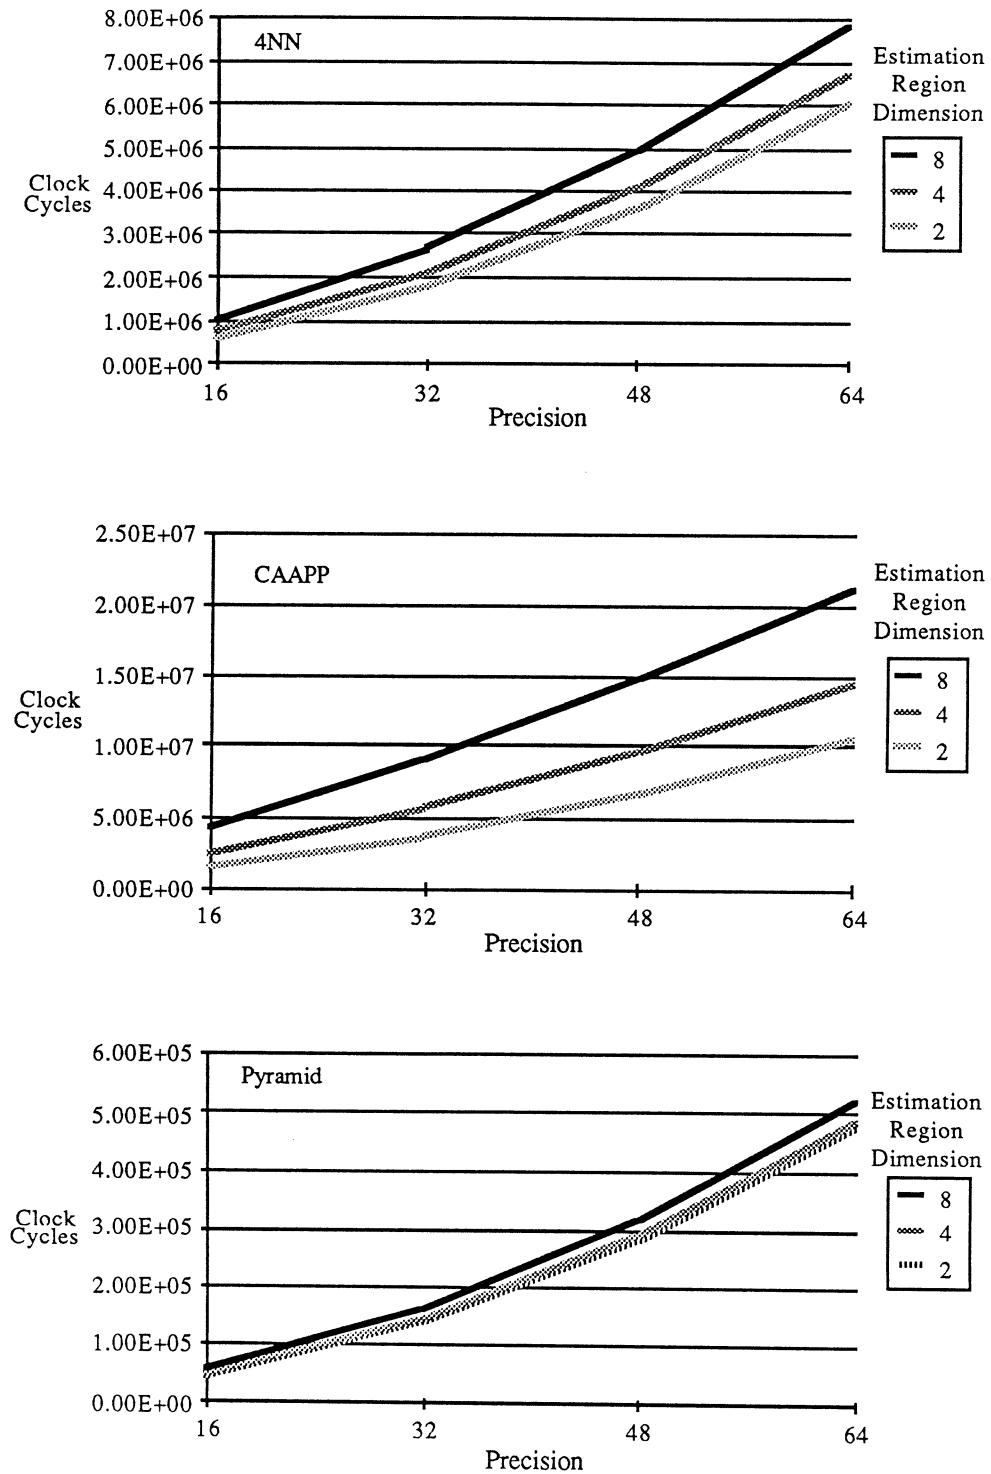 8.00E+06
4NN
7.00E+06
6.00E+06
5.00E+06
4.00E+06
3.00E+06
2.00E+06
1.00E+06
0.00E+00
Clock
Cycles
16 32 48 64
Precision
Estimation
Region
Dimension
8
4
2
2.50E+07
CAAPP
2.00E+07
1.50E+07
1.00E+07
5.00E+06
0.00E+00
Clock
Cycles
16 32 48 64
Precision
Estimation
Region
Dimension
8
4
2
6.00E+05
Pyramid
5.00E+05
4.00E+05
3.00E+05
2.00E+05
1.00E+05
0.00E+00
Clock
Cycles
16 32 48 64
Precision
Estimation
Region
Dimension
8
4
2